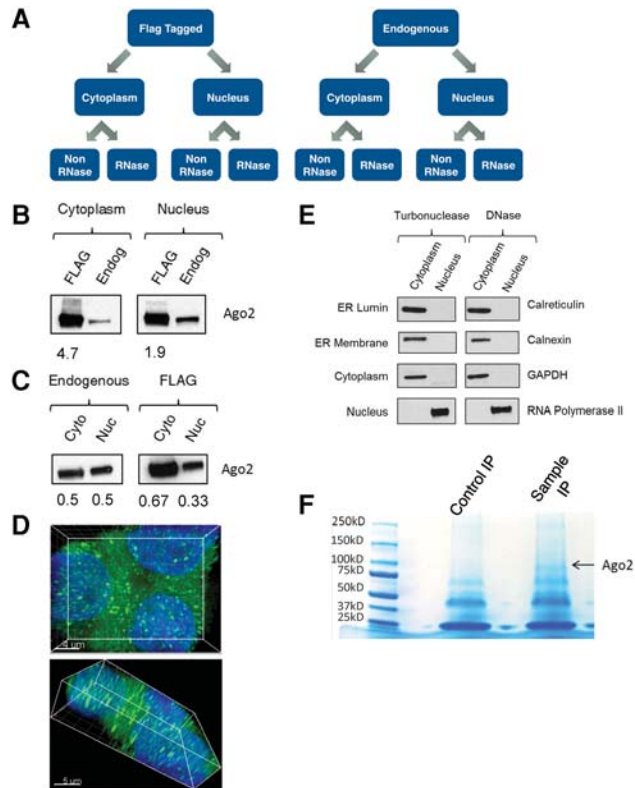 A
Flag Tagged
Endogenous
Cytoplasm
Nucleus
Cytoplasm
Nucleus
Non RNase
RNase
Non RNase
RNase
Non RNase
RNase
Non RNase
RNase
B
Cytoplasm
Nucleus
FLAG
Endog
FLAG
Endog
Ago2
4.7
1.9
C
Endogenous
FLAG
Cyto
Nuc
Cyto
Nuc
Ago2
0.5
0.5
0.67
0.33
D
5 um
5 um
E
Turbonuclease
DNase
Cytoplasm
Nucleus
Cytoplasm
Nucleus
ER Lumin
Calreticulin
ER Membrane
Calnexin
Cytoplasm
GAPDH
Nucleus
RNA Polymerase II
F
Control IP
Sample IP
250kD
150kD
100kD
75kD
50kD
37kD
25kD
Ago2